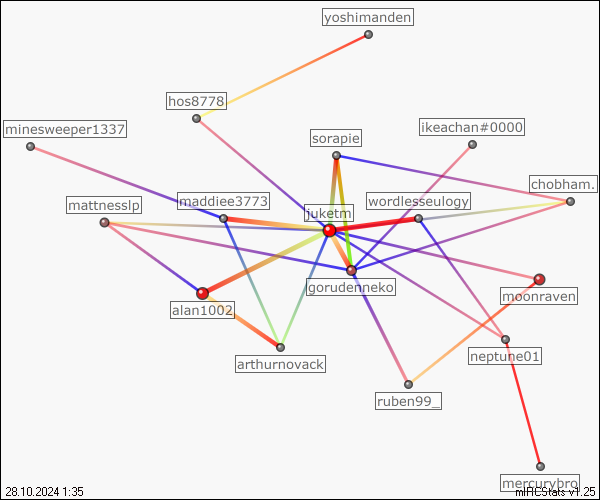 yoshimanden
hos8778
minesweeper1337
ikeachan#0000
sorapie
chobham.
maddiee3773
wordlesseulogy
mattnesslp
juketm
gorudenneko
moonraven
alan1002
neptune01
arthurnovack
ruben99_
mercurybro
28.10.2024 1:35
mIRCStats v1.25